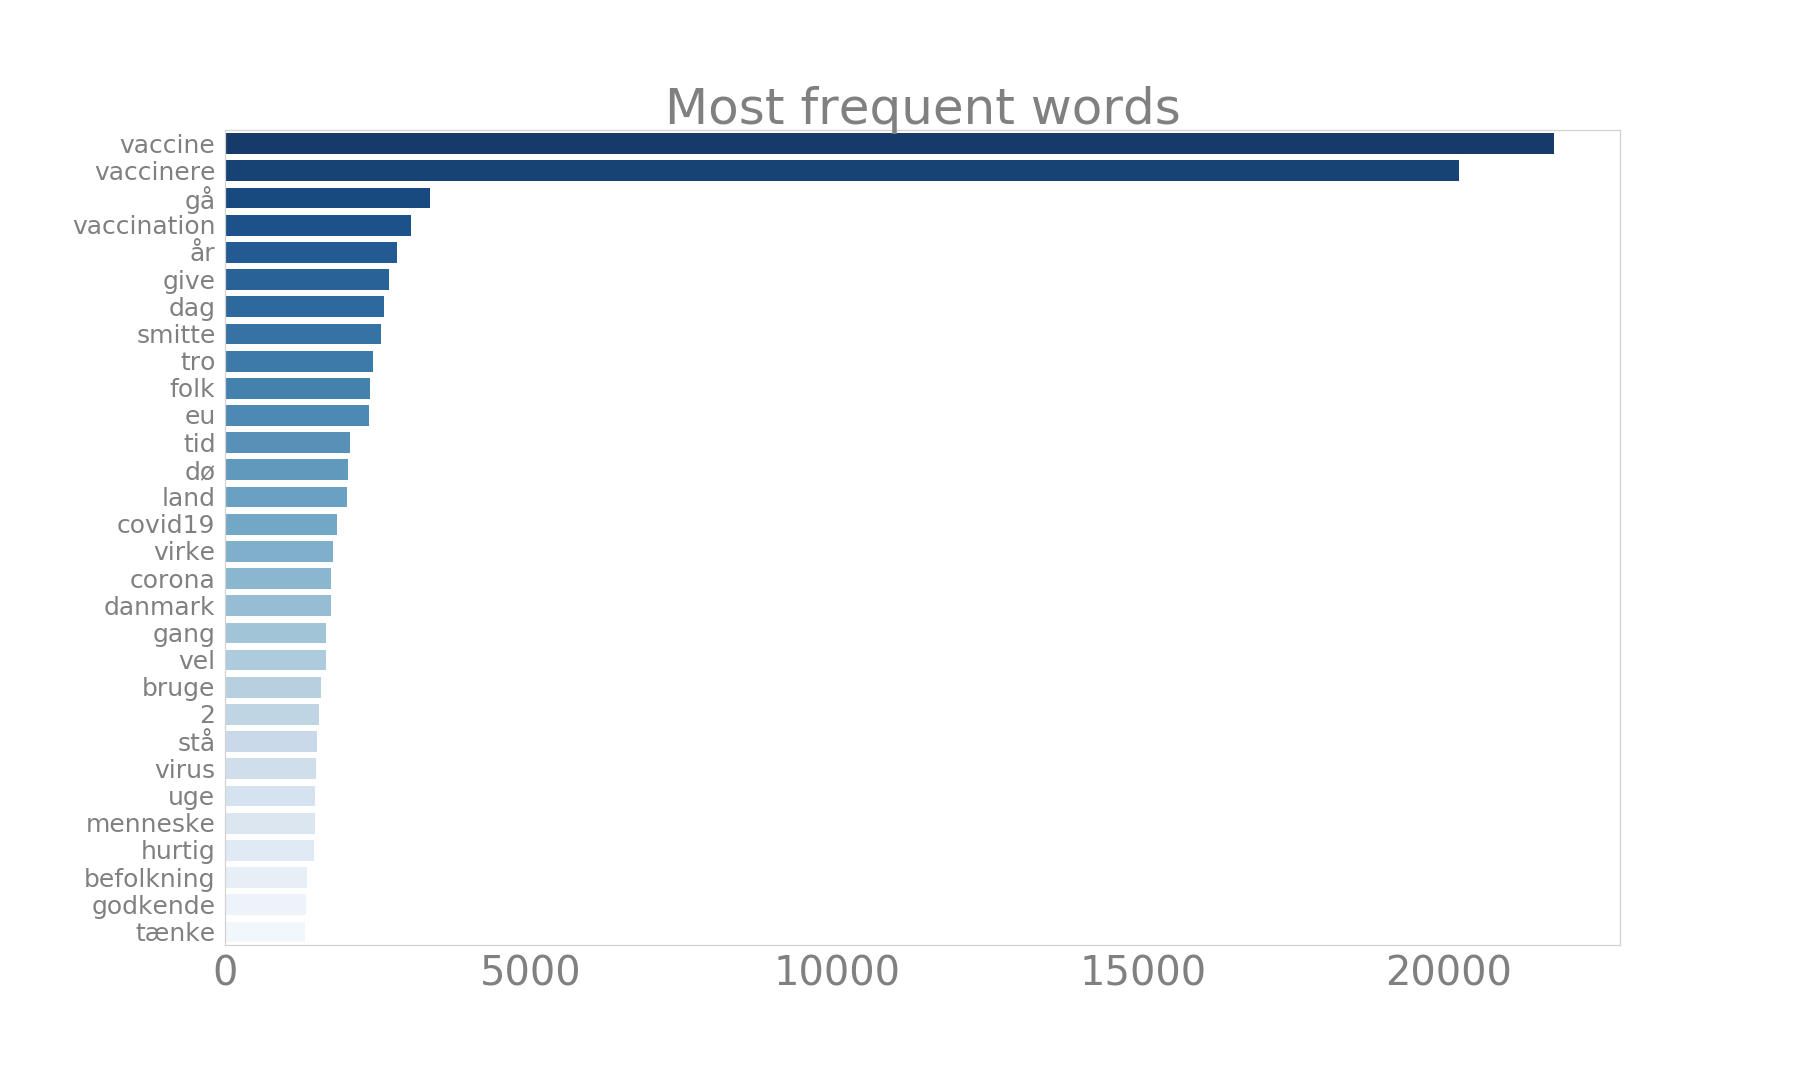 Most frequent words
vaccine
vaccinere
gå
vaccination
år
give
dag
smitte
tro
folk
eu
tid
dø
land
covid19
virke
corona
danmark
gang
vel
bruge
2
stå
virus
uge
menneske
hurtig
befolkning
godkende
tænke
0 5000 10000 15000 20000